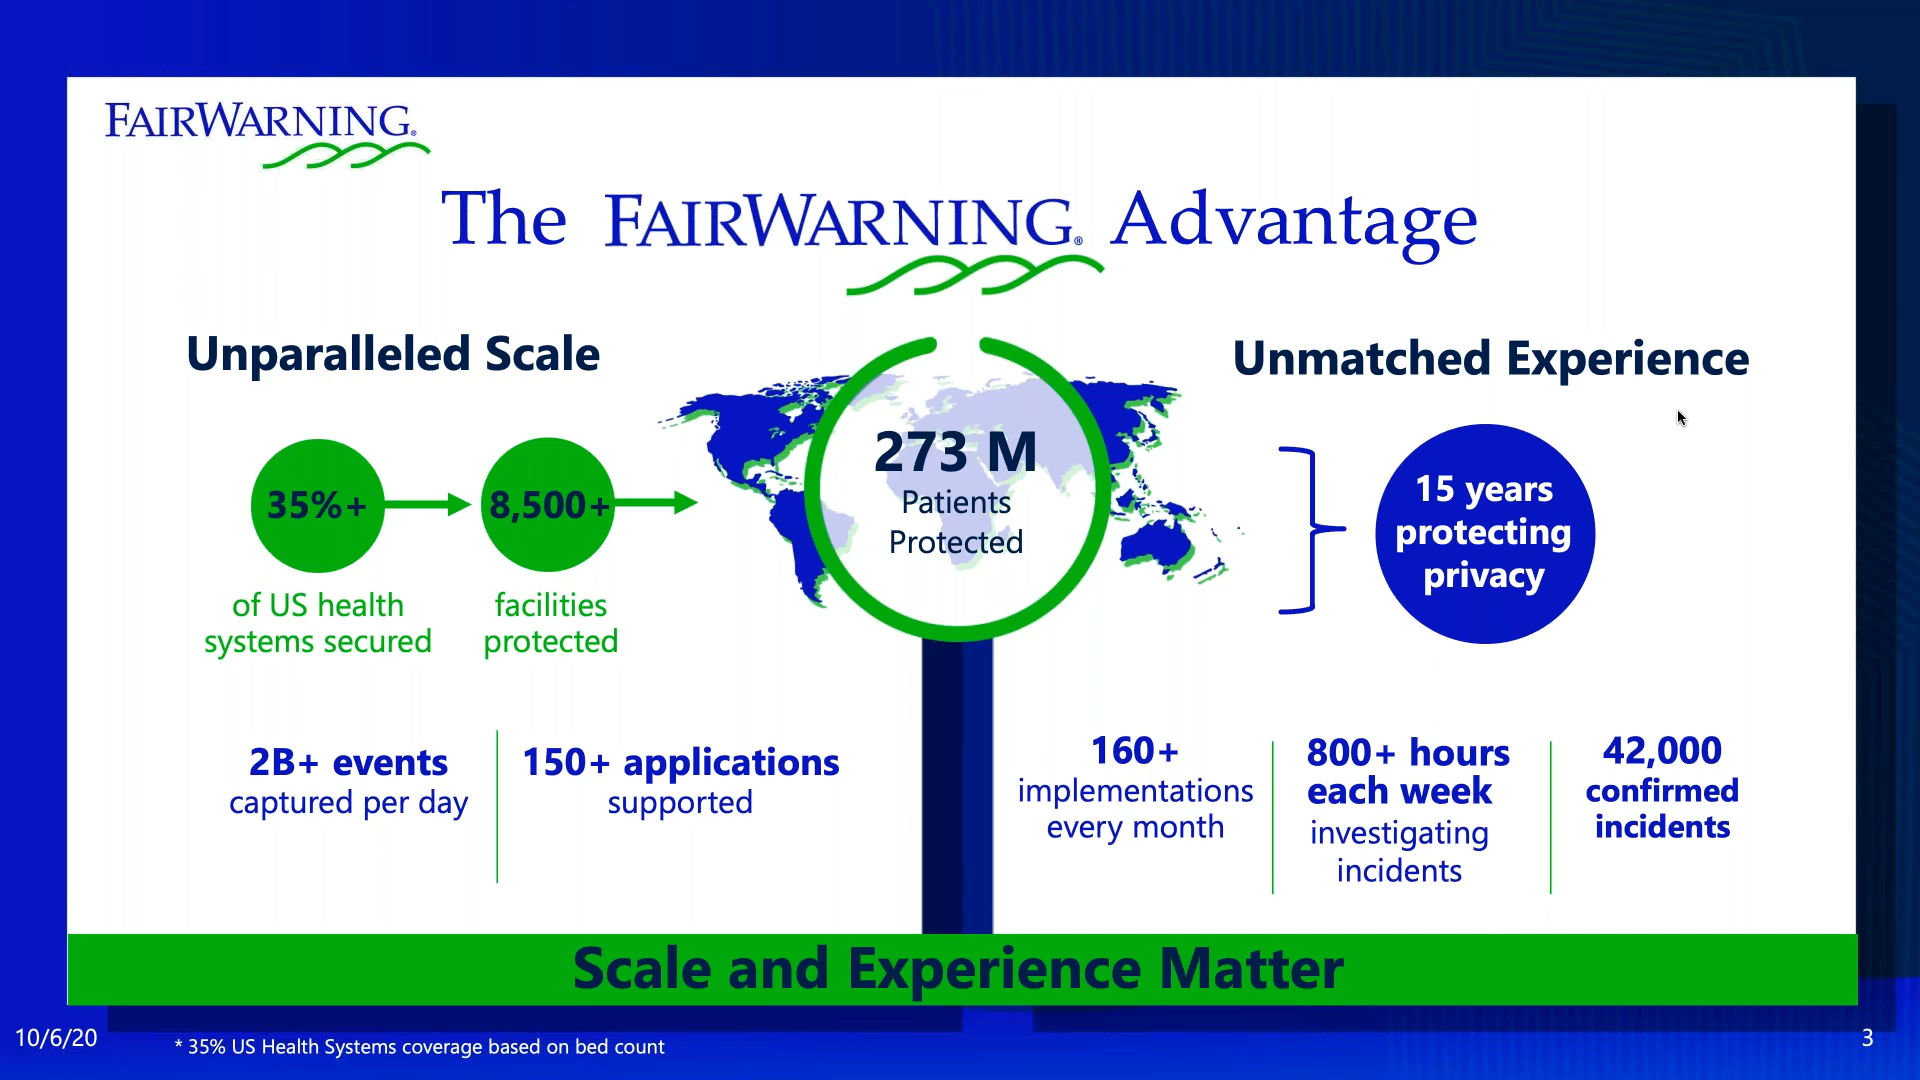 FAIRWARNING®
The FAIRWARNING® Advantage
Unparalleled Scale
35%+
of US health
systems secured
8,500+
facilities
protected
273 M
Patients
Protected
Unmatched Experience
15 years
protecting
privacy
2B+ events
captured per day
150+ applications
supported
160+
implementations
every month
800+ hours
each week
investigating
incidents
42,000
confirmed
incidents
Scale and Experience Matter
10/6/20
* 35% US Health Systems coverage based on bed count
3